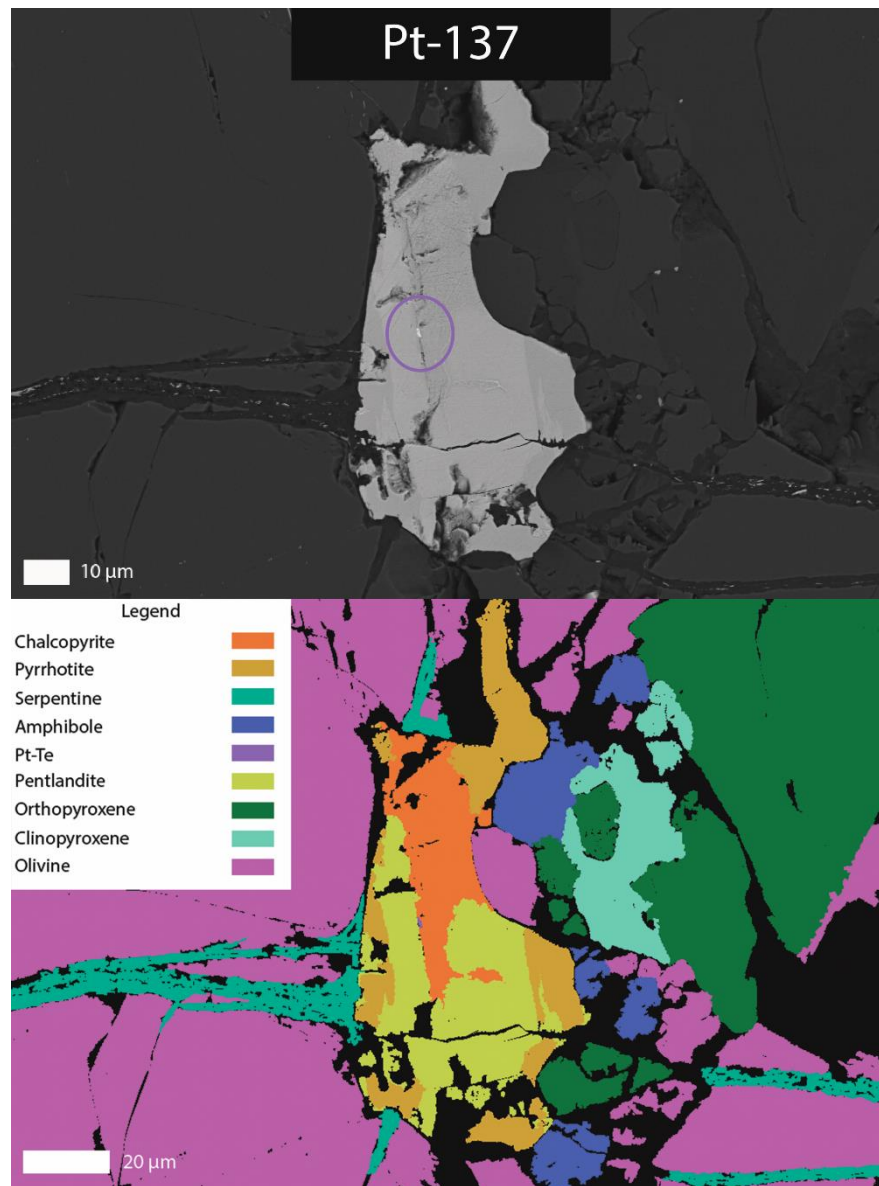 Pt-137
10 µm
Legend
Chalcopyrite
Pyrrhotite
Serpentine
Amphibole
Pt-Te
Pentlandite
Orthopyroxene
Clinopyroxene
Olivine
20 µm